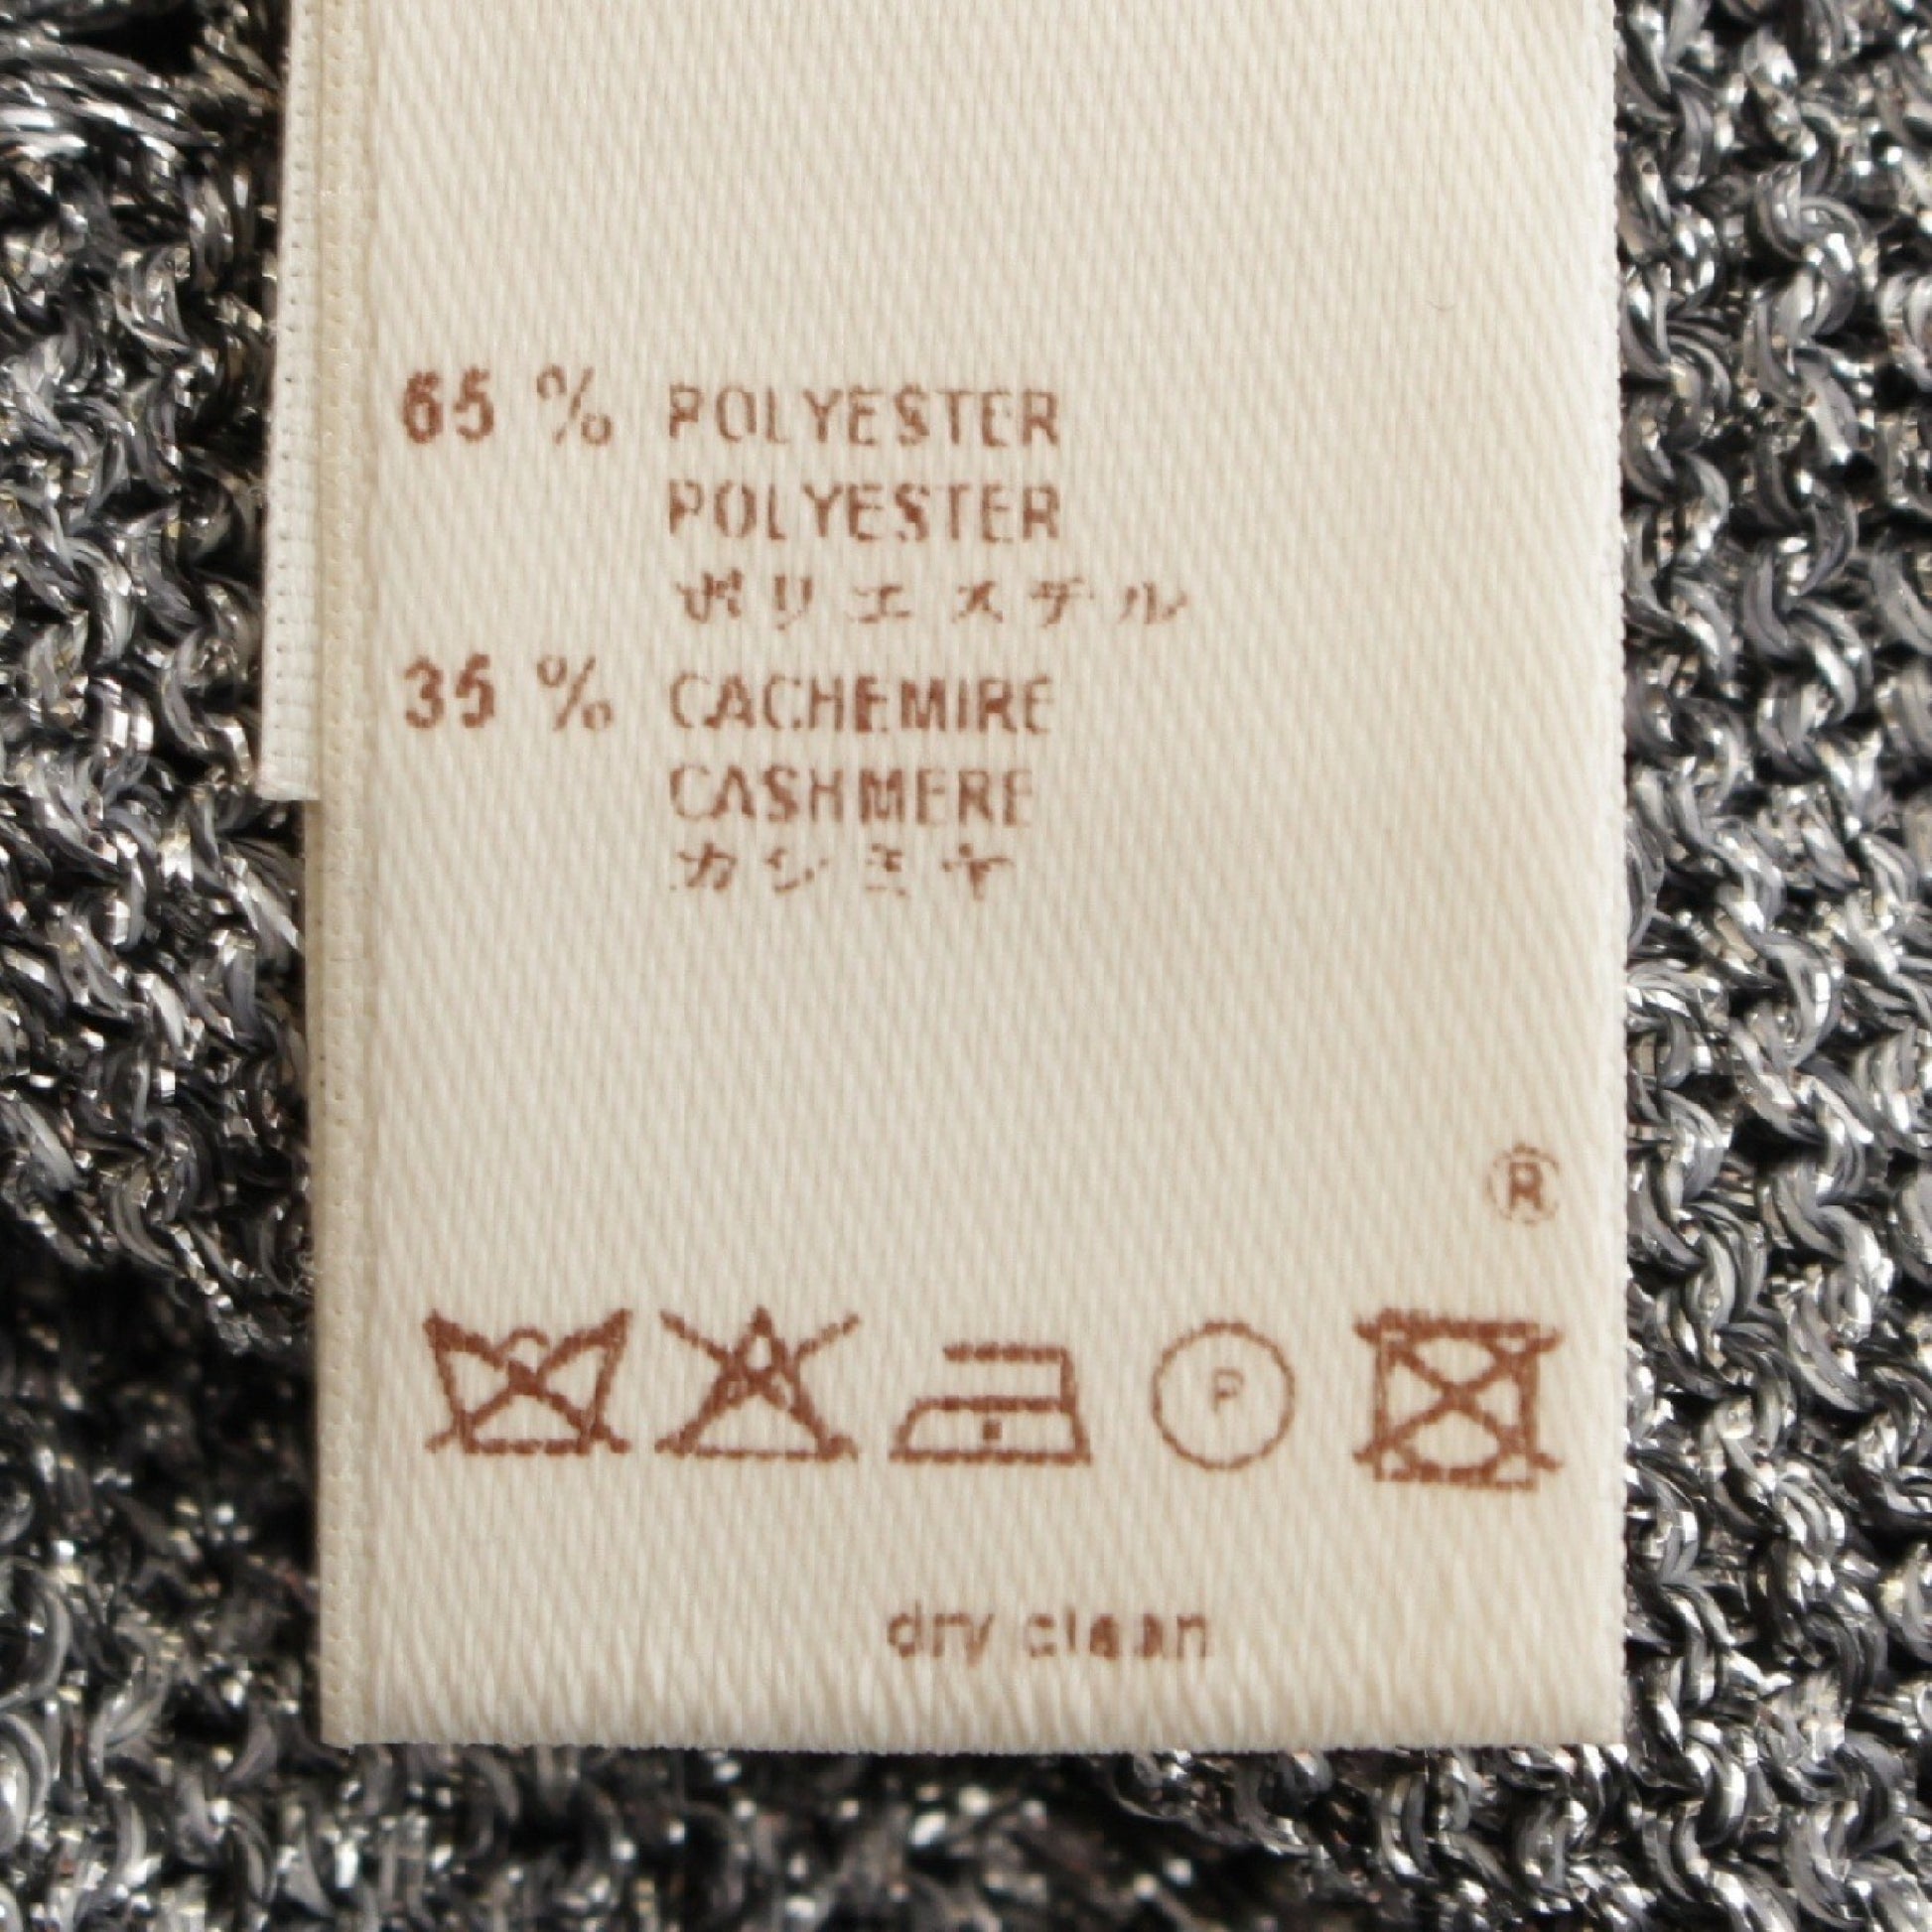 65 % POLYESTER
POLYESTER
ポリエステル
35 % CACHEMIRE
CASHMERE
カシミヤ
®
P
dry clean